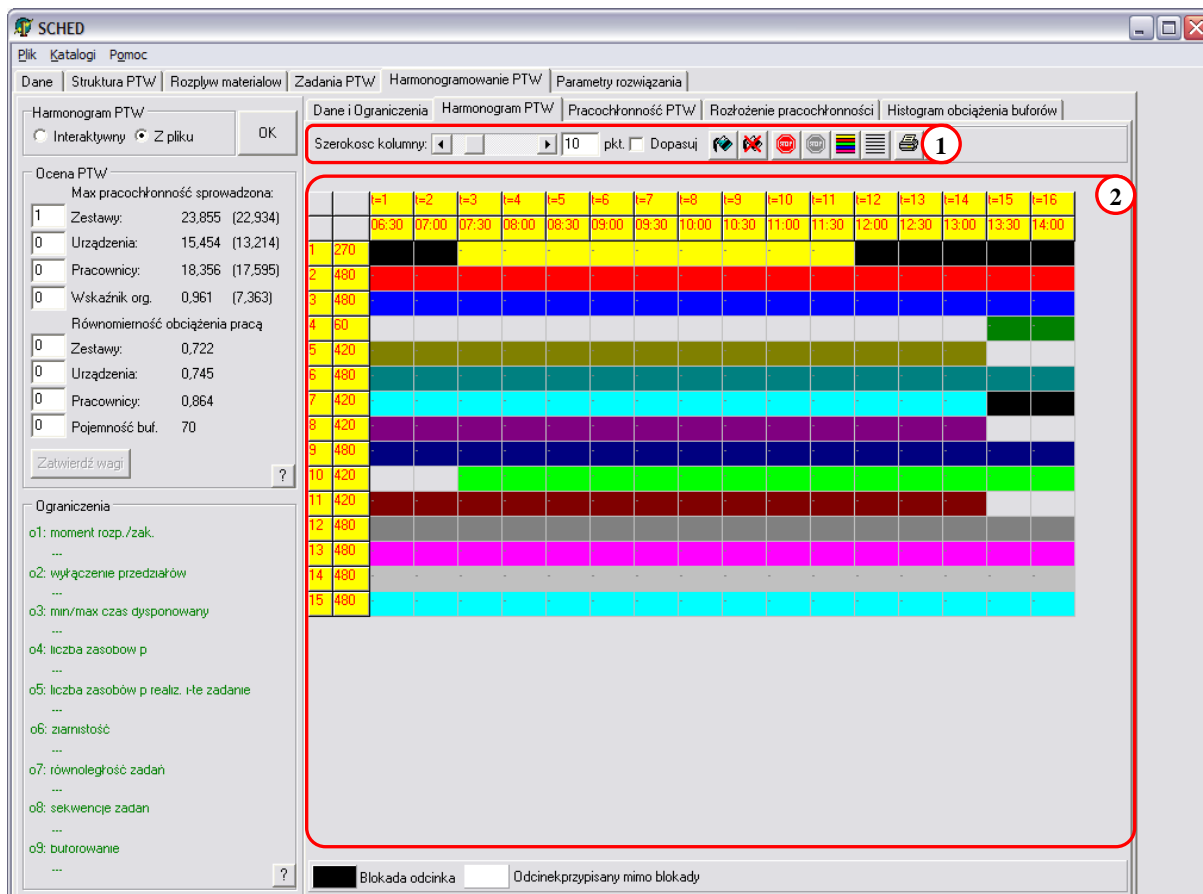 SCHED
Plik Katalogi Pomoc
Dane Struktura PTW Rozplyw materialow Zadania PTW Harmonogramowanie PTW Parametry rozwiązania
Harmonogram PTW
Interaktywny Z pliku OK
Ocena PTW
Max pracochłonność sprowadzona:
1 Zestawy: 23,855 (22,934)
0 Urządzenia: 15,454 (13,214)
0 Pracownicy: 18,356 (17,595)
0 Wskaźnik org. 0,961 (7,363)
Równomierność obciążenia pracą
0 Zestawy: 0,722
0 Urządzenia: 0,745
0 Pracownicy: 0,864
0 Pojemność buf. 70
Zatwierdź wagi ?
Ograniczenia
o1: moment rozp./zak.
---
o2: wyłączenie przedziałów
---
o3: min/max czas dysponowany
---
o4: liczba zasobow p
---
o5: liczba zasobów p realiz. i-te zadanie
---
o6: ziarnistość
---
o7: równoległość zadań
---
o8: sekwencje zadan
---
o9: buforowanie
---
?
Dane i Ograniczenia Harmonogram PTW Pracochłonność PTW Rozłożenie pracochłonności Histogram obciążenia buforów
Szerokosc kolumny: 10 pkt. Dopasuj STOP STOP 1
2
t=1 t=2 t=3 t=4 t=5 t=6 t=7 t=8 t=9 t=10 t=11 t=12 t=13 t=14 t=15 t=16
06:30 07:00 07:30 08:00 08:30 09:00 09:30 10:00 10:30 11:00 11:30 12:00 12:30 13:00 13:30 14:00
1 270
2 480
3 480
4 60
5 420
6 480
7 420
8 420
9 480
10 420
11 420
12 480
13 480
14 480
15 480
Blokada odcinka Odcinekprzypisany mimo blokady